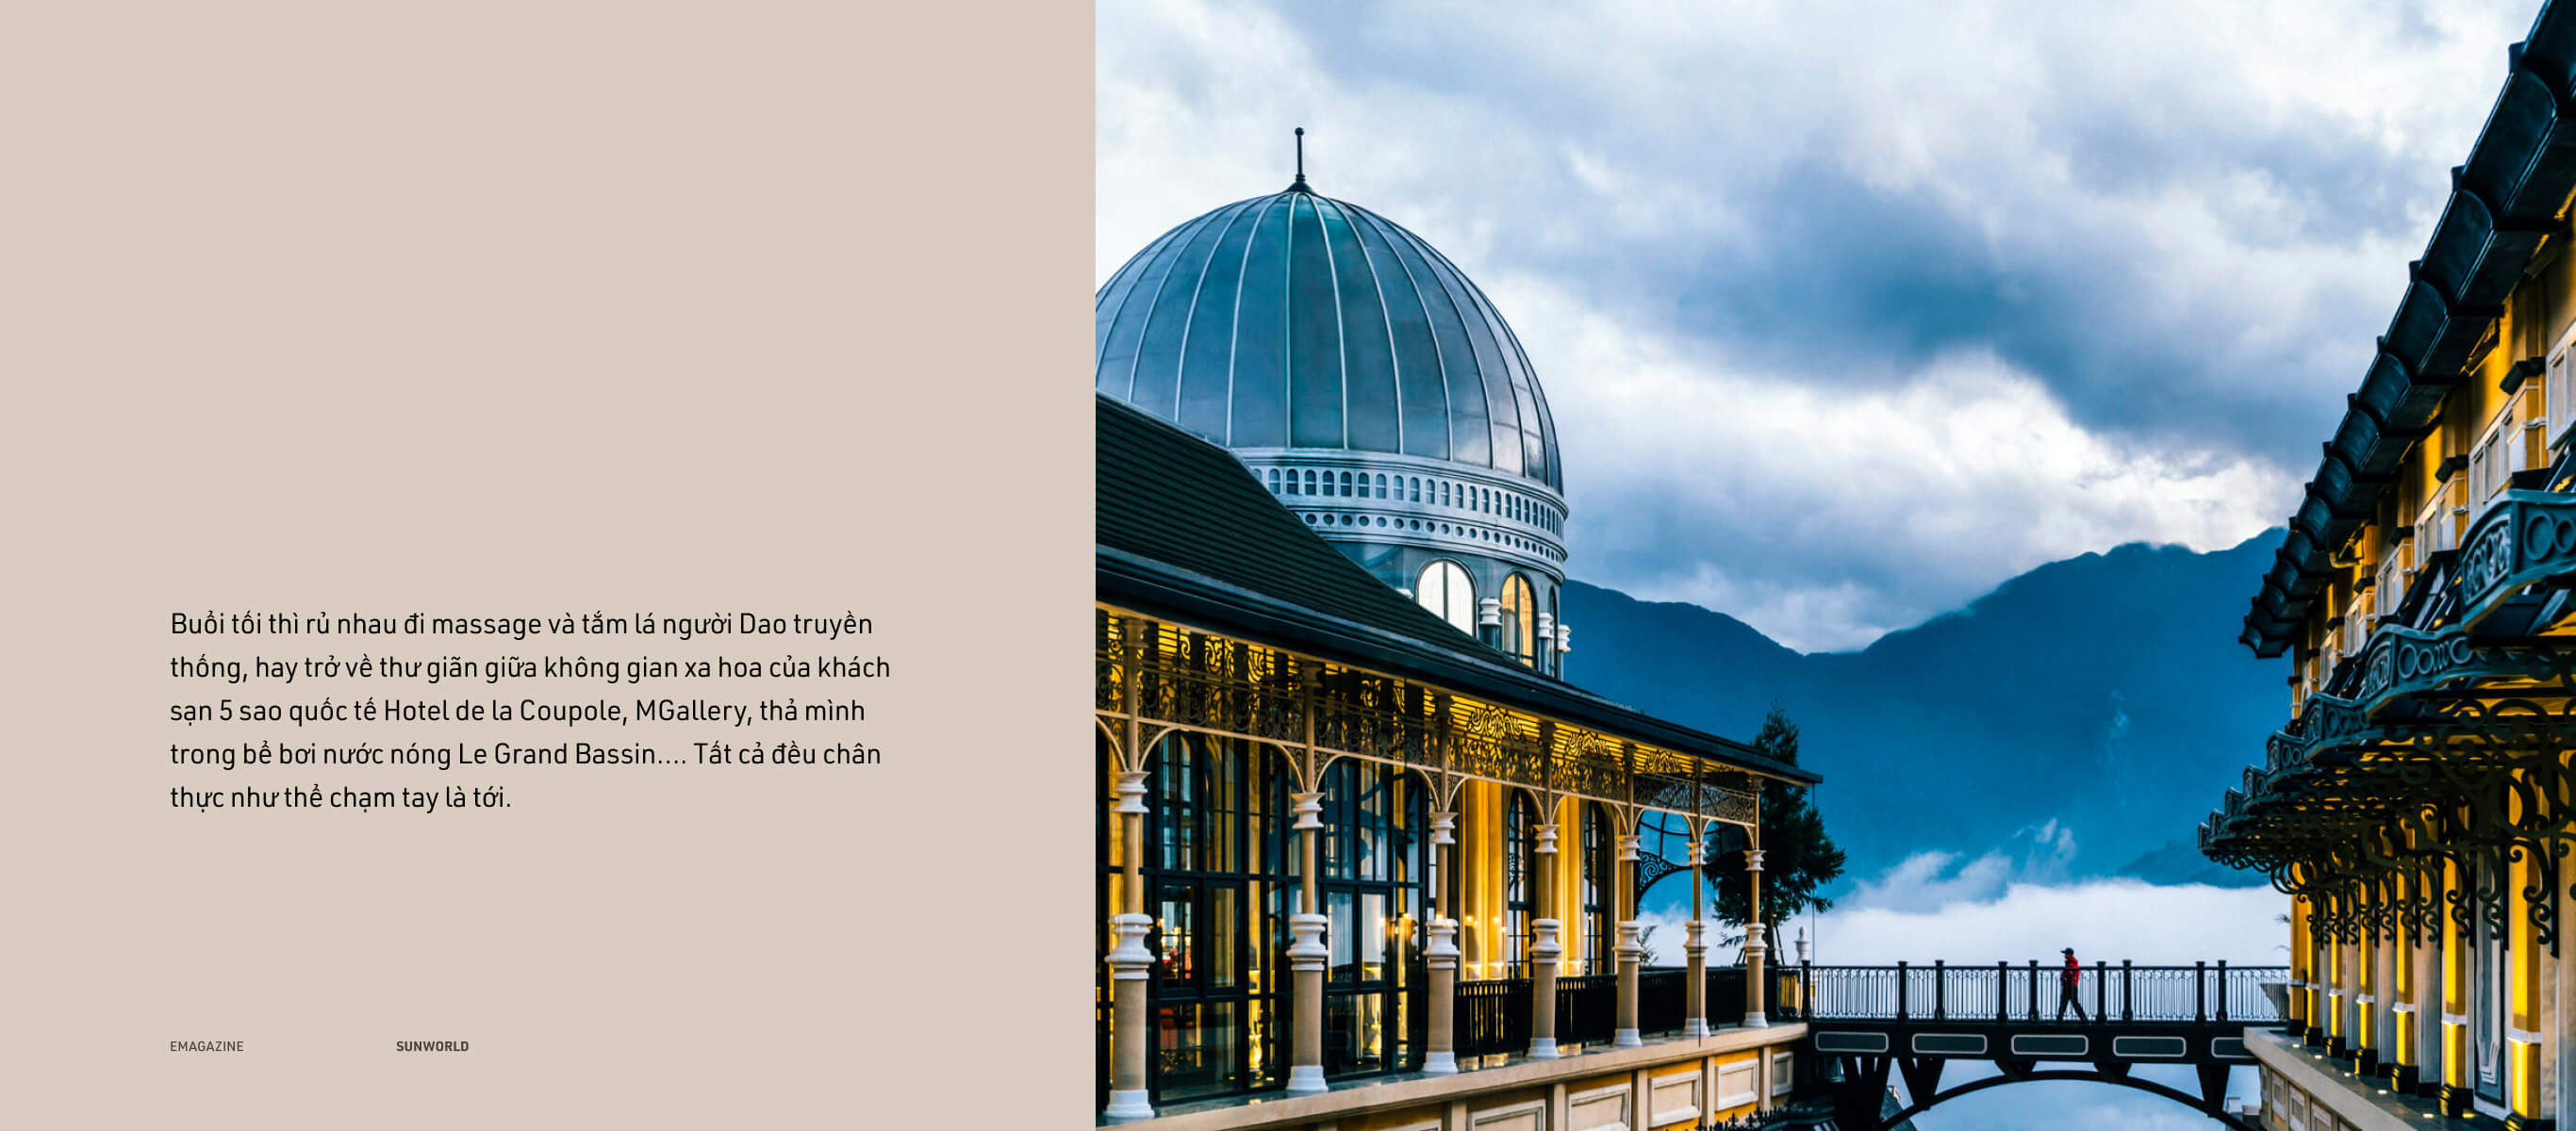 Buổi tối thì rủ nhau đi massage và tắm lá người Dao truyền
thống, hay trở về thư giãn giữa không gian xa hoa của khách
sạn 5 sao quốc tế Hotel de la Coupole, MGallery, thả mình
trong bể bơi nước nóng Le Grand Bassin.... Tất cả đều chân
thực như thể chạm tay là tới.
EMAGAZINE SUNWORLD